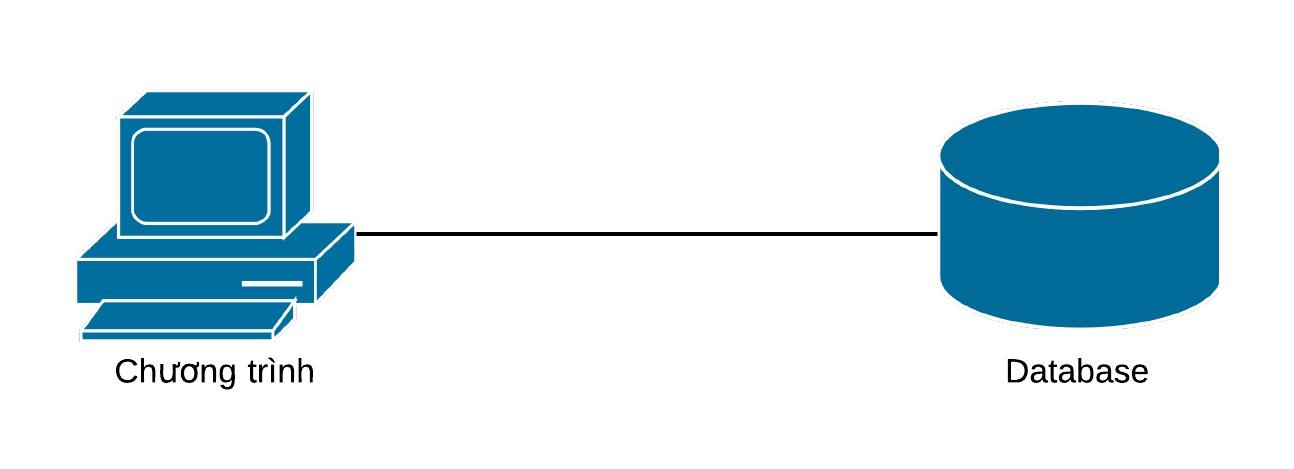 Chương trình
Database